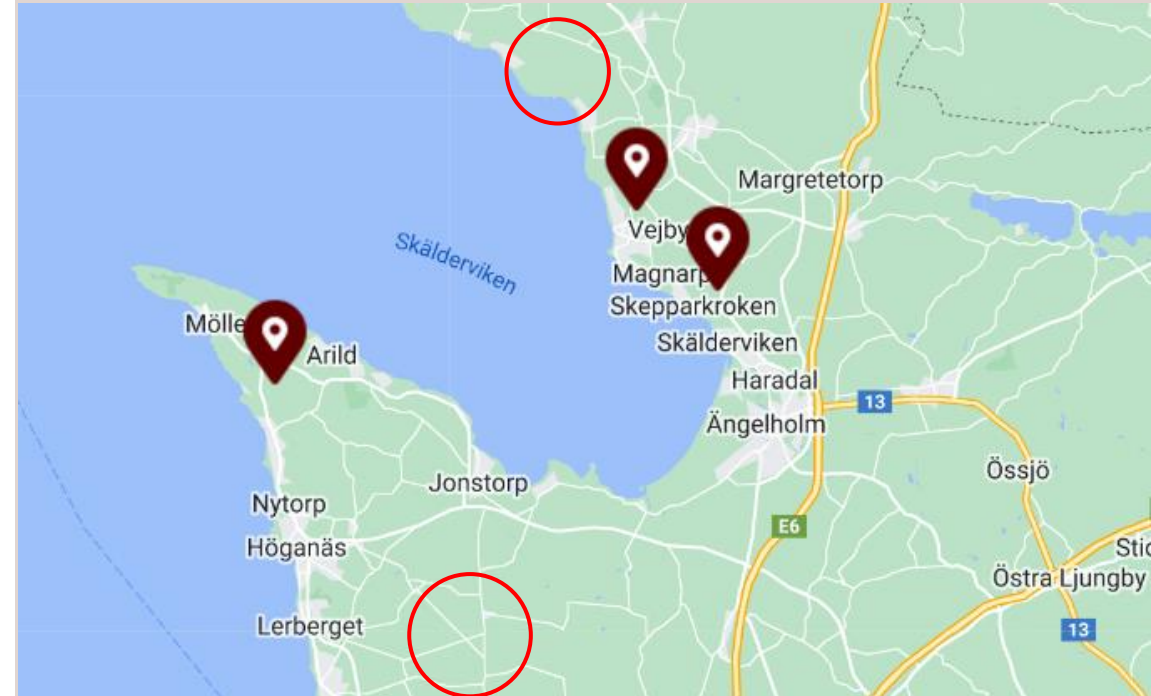 Margretetorp
Vejby
Skälderviken
Magnarp
Skepparkroken
Mölle
Arild
Skälderviken
Haradal
13
Ängelholm
Össjö
Jonstorp
Nytorp
E6
Höganäs
Östra Ljungby
Lerberget
13